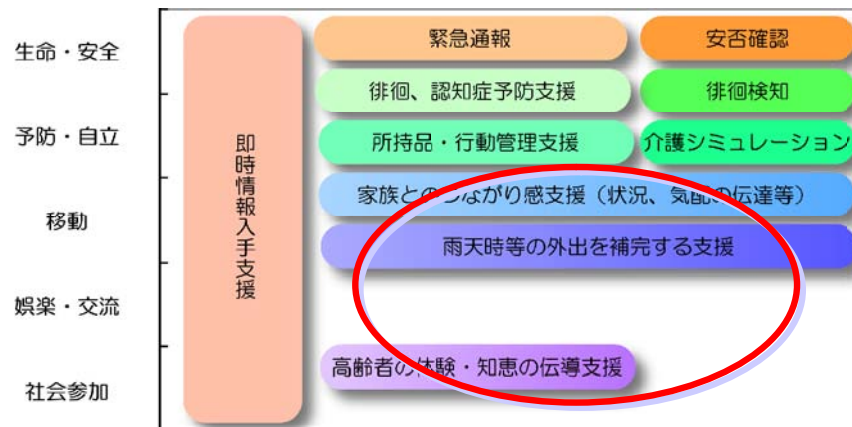 生命・安全
予防・自立
移動
娯楽・交流
社会参加
即時情報入手支援
緊急通報
安否確認
徘徊、認知症予防支援
徘徊検知
所持品・行動管理支援
介護シミュレーション
家族とのつながり感支援（状況、気配の伝達等）
雨天時等の外出を補完する支援
高齢者の体験・知恵の伝導支援